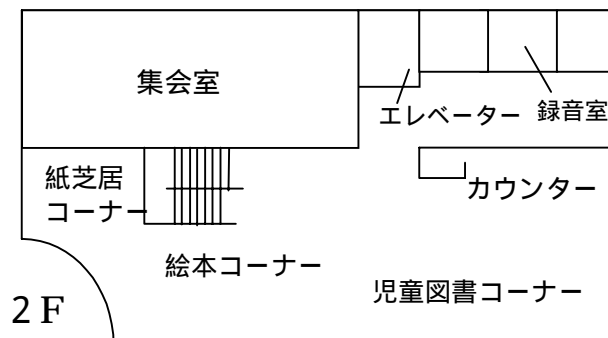 集会室
エレベーター
録音室
紙芝居
コーナー
カウンター
絵本コーナー
児童図書コーナー
2F